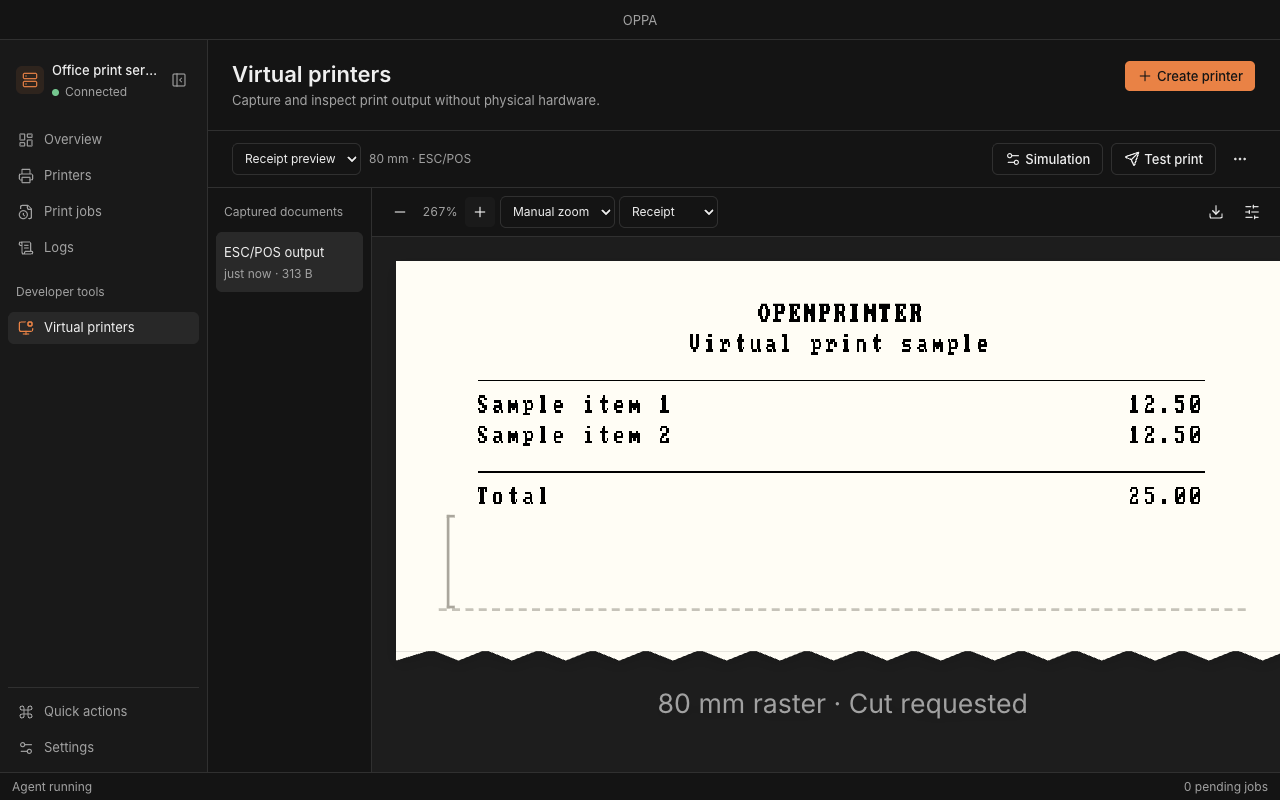 OPPA
Office print ser...
Connected
Overview
Printers
Print jobs
Logs
Developer tools
Virtual printers
Quick actions
Settings
Virtual printers
Capture and inspect print output without physical hardware.
Create printer
Receipt preview
80 mm · ESC/POS
Simulation
Test print
Captured documents
ESC/POS output
just now · 313 B
267%
Manual zoom
Receipt
OPENPRINTER
Virtual print sample
Sample item 1 12.50
Sample item 2 12.50
Total 25.00
80 mm raster · Cut requested
Agent running
0 pending jobs